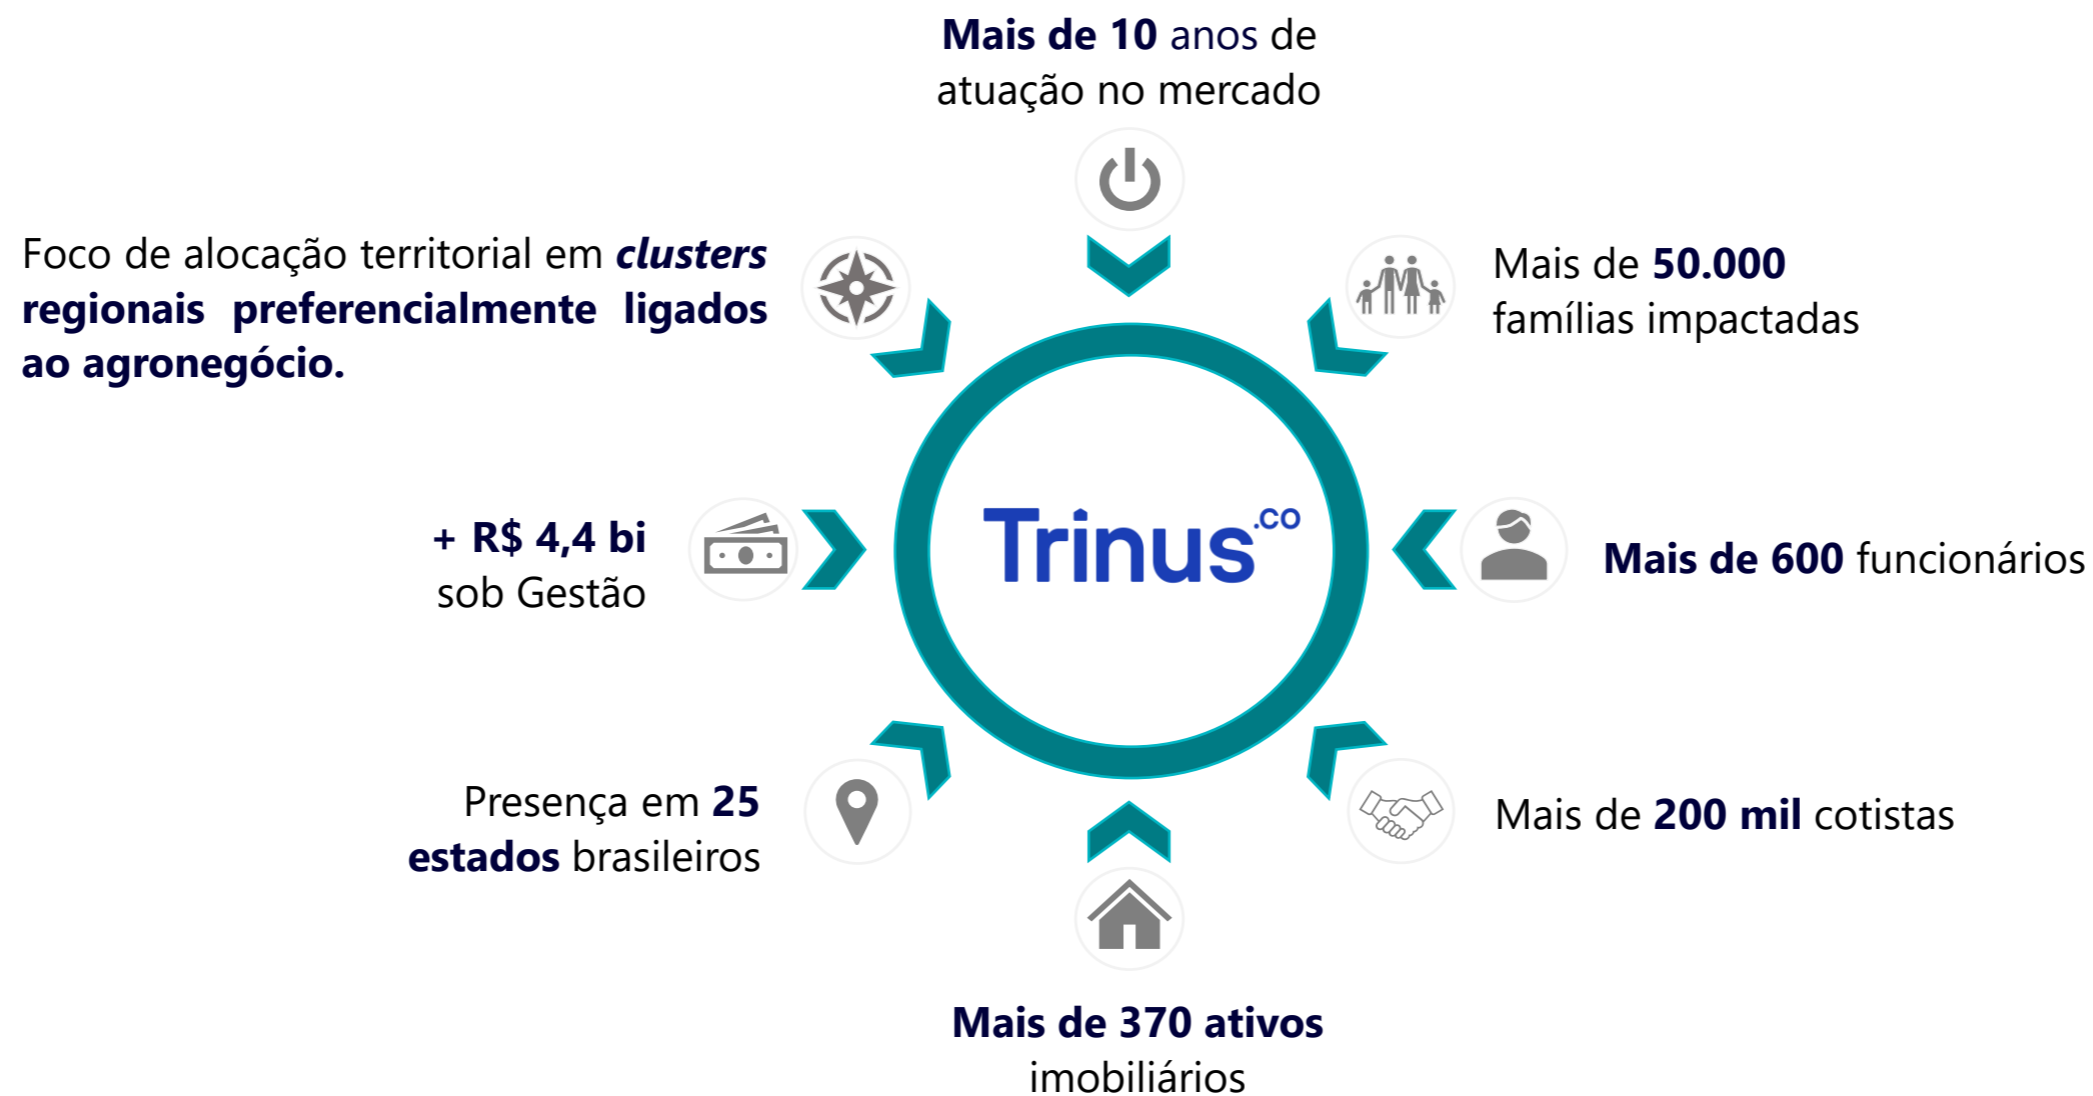 Mais de 10 anos de
atuação no mercado
Foco de alocação territorial em clusters
regionais preferencialmente ligados
ao agronegócio.
Mais de 50.000
famílias impactadas
+ R$ 4,4 bi
sob Gestão
Trinus.co
Mais de 600 funcionários
Presença em 25
estados brasileiros
Mais de 200 mil cotistas
Mais de 370 ativos
imobiliários